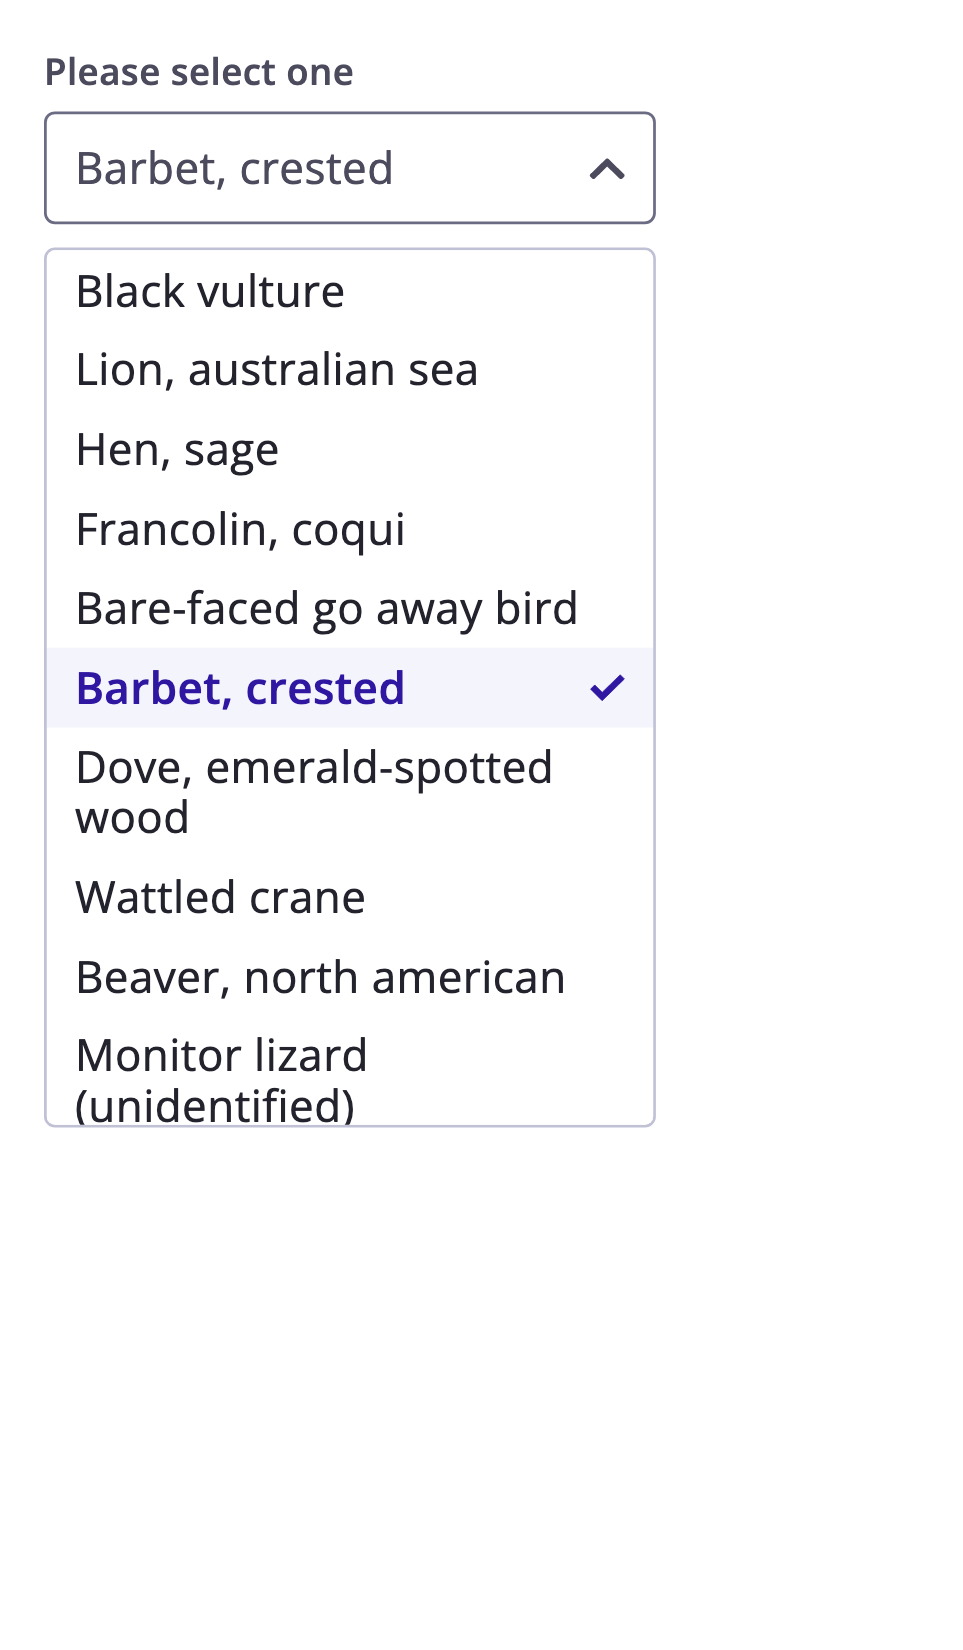 Please select one
Barbet, crested
Black vulture
Lion, australian sea
Hen, sage
Francolin, coqui
Bare-faced go away bird
Barbet, crested
Dove, emerald-spotted
wood
Wattled crane
Beaver, north american
Monitor lizard
(unidentified)